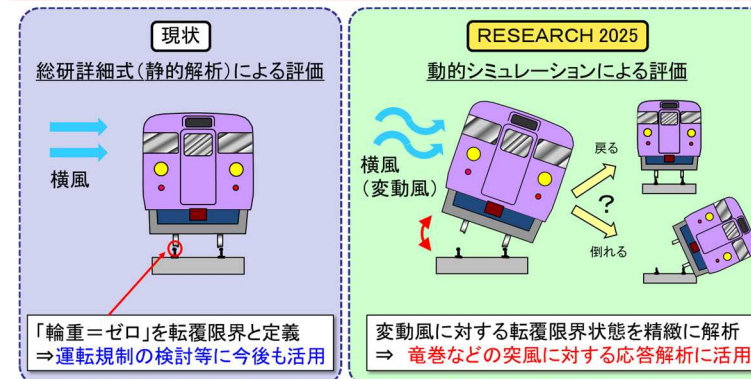 現状
総研詳細式(静的解析)による評価
横風
「輪重=ゼロ」を転覆限界と定義
⇒運転規制の検討等に今後も活用
RESEARCH 2025
動的シミュレーションによる評価
横風
(変動風)
戻る
?
倒れる
変動風に対する転覆限界状態を精緻に解析
⇒ 竜巻などの突風に対する応答解析に活用